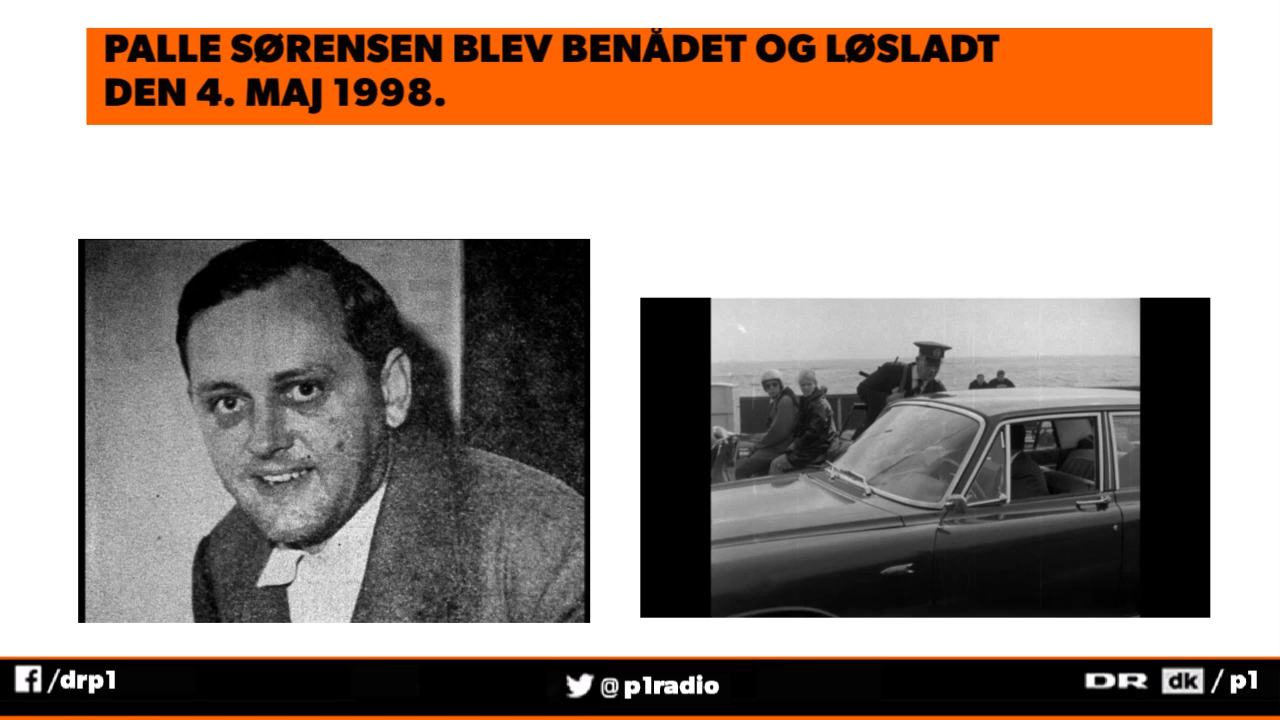 PALLE SØRENSEN BLEV BENÅDET OG LØSLADT
DEN 4. MAJ 1998.
f /drp1
@ p1radio
DR dk / p1